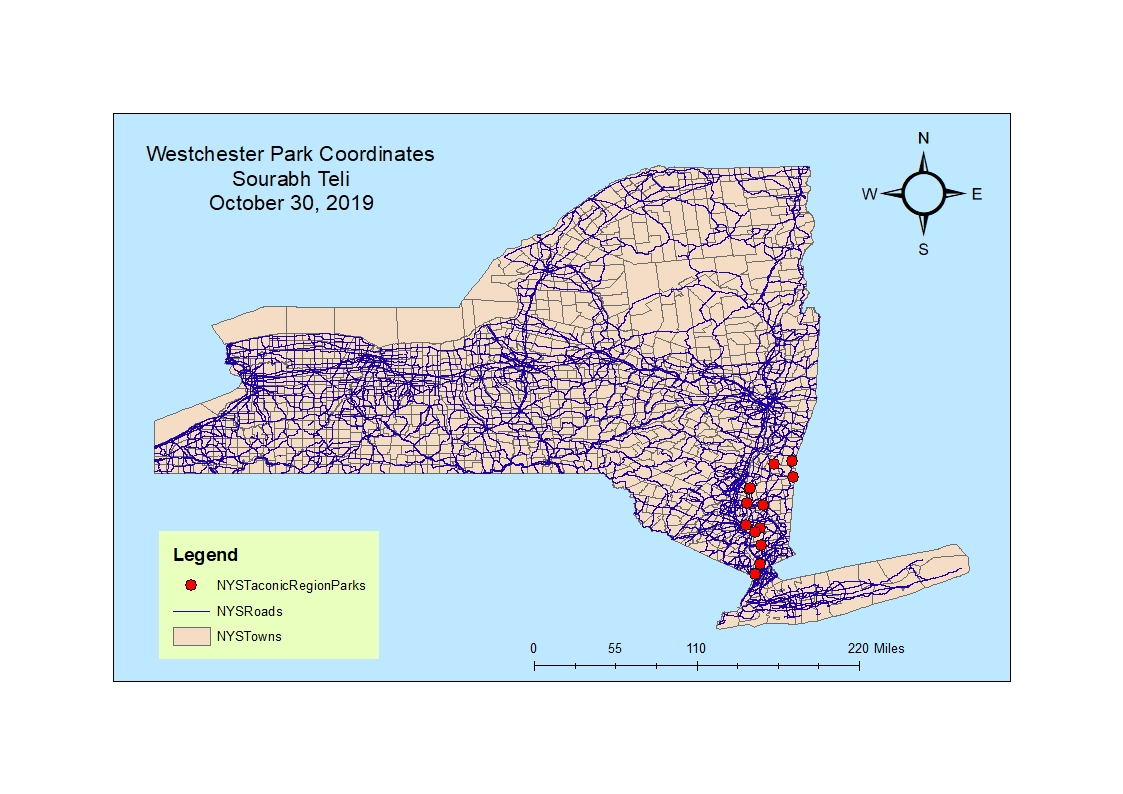 Westchester Park Coordinates
Sourabh Teli
October 30, 2019
N
W E
S
Legend
NYSTaconicRegionParks
NYSRoads
NYSTowns
0 55 110 220 Miles